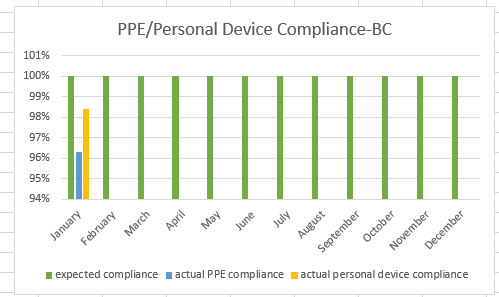 PPE/Personal Device Compliance-BC
101%
100%
99%
98%
97%
96%
95%
94%
January
February
March
April
May
June
July
August
September
October
November
December
expected compliance
actual PPE compliance
actual personal device compliance